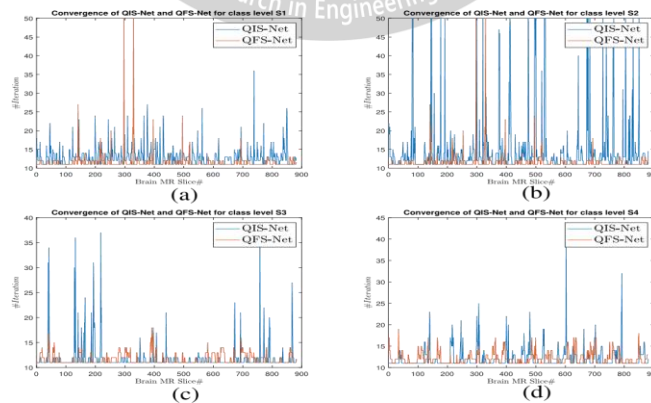 rch in Engineering
Convergence of QIS-Net and QFS-Net for class level S1
50
45
40
35
30
25
20
15
10
#Iteration
QIS-Net
QFS-Net
0 100 200 300 400 500 600 700 800 900
Brain MR Slice#
(a)
Convergence of QIS-Net and QFS-Net for class level S2
50
45
40
35
30
25
20
15
10
#Iteration
QIS-Net
QFS-Net
0 100 200 300 400 500 600 700 800 900
Brain MR Slice#
(b)
Convergence of QIS-Net and QFS-Net for class level S3
40
35
30
25
20
15
10
#Iteration
QIS-Net
QFS-Net
0 100 200 300 400 500 600 700 800 900
Brain MR Slice#
(c)
Convergence of QIS-Net and QFS-Net for class level S4
45
40
35
30
25
20
15
10
#Iteration
QIS-Net
QFS-Net
0 100 200 300 400 500 600 700 800 900
Brain MR Slice#
(d)